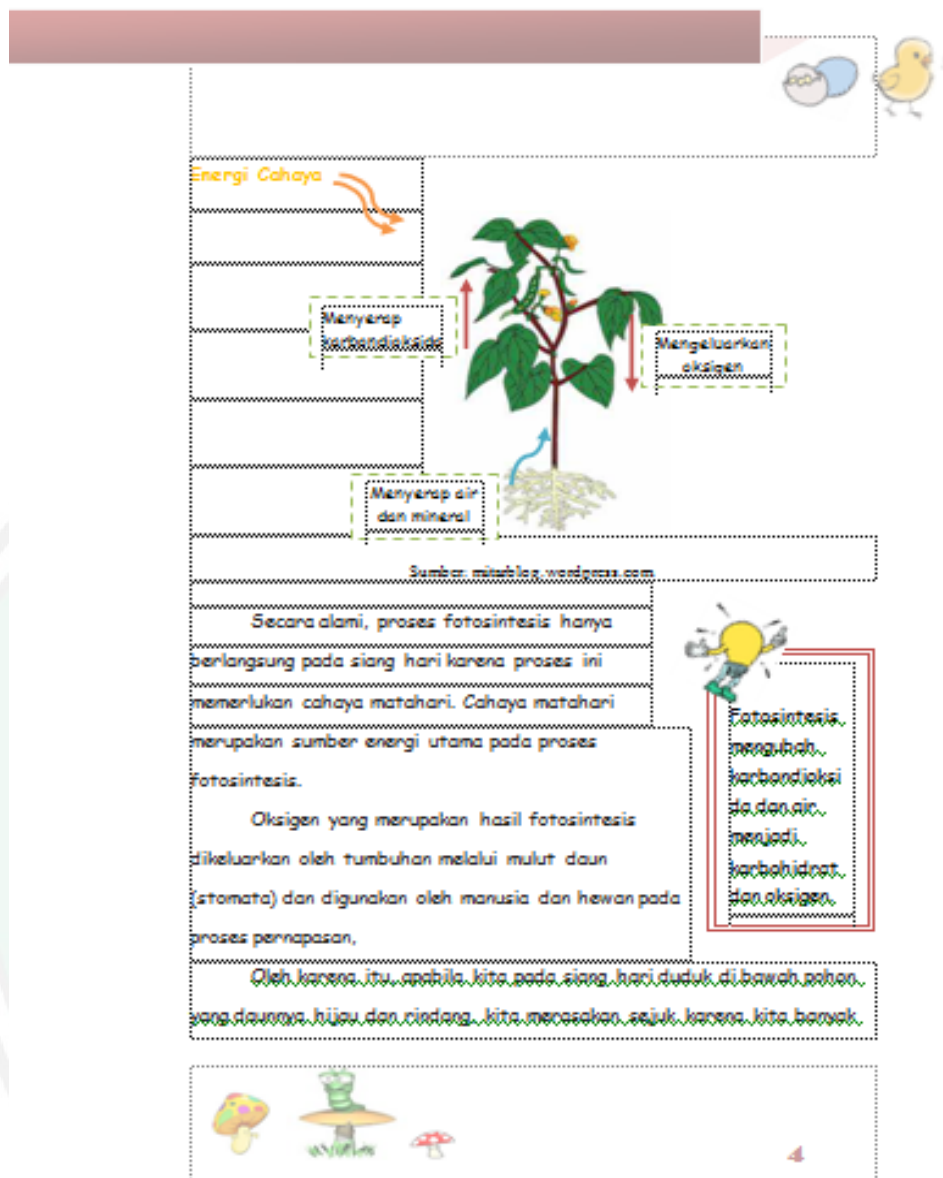 Energi Cahaya
Menyerap
karbondioksida
Mengeluarkan
oksigen
Menyerap air
dan mineral
Sumber: mitablog.wordpress.com
Secara alami, proses fotosintesis hanya
berlangsung pada siang hari karena proses ini
memerlukan cahaya matahari. Cahaya matahari
merupakan sumber energi utama pada proses
fotosintesis.
Oksigen yang merupakan hasil fotosintesis
dikeluarkan oleh tumbuhan melalui mulut daun
(stomata) dan digunakan oleh manusia dan hewan pada
proses pernapasan,
Fotosintesis
mengubah
karbondioksi
da dan air
menjadi
karbohidrat
dan oksigen.
Oleh karena itu, apabila kita pada siang hari duduk di bawah pohon
yang daunnya hijau dan rindang, kita merasakan sejuk karena kita banyak
4